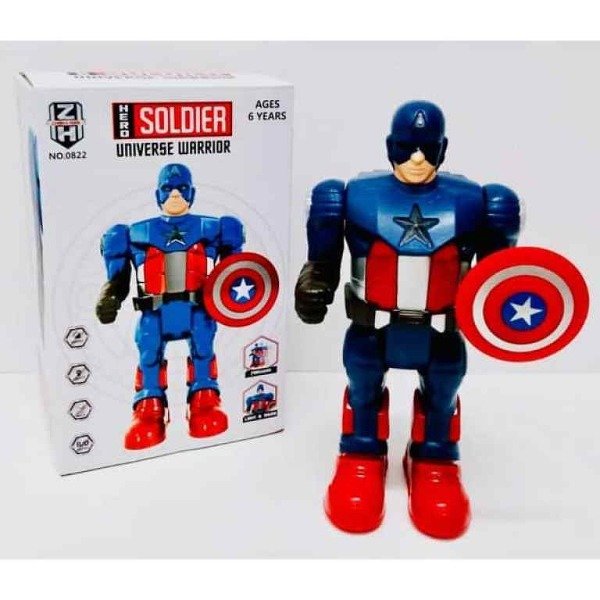 ZH
NO.0822
HERO
SOLDIER
UNIVERSE WARRIOR
AGES
6 YEARS